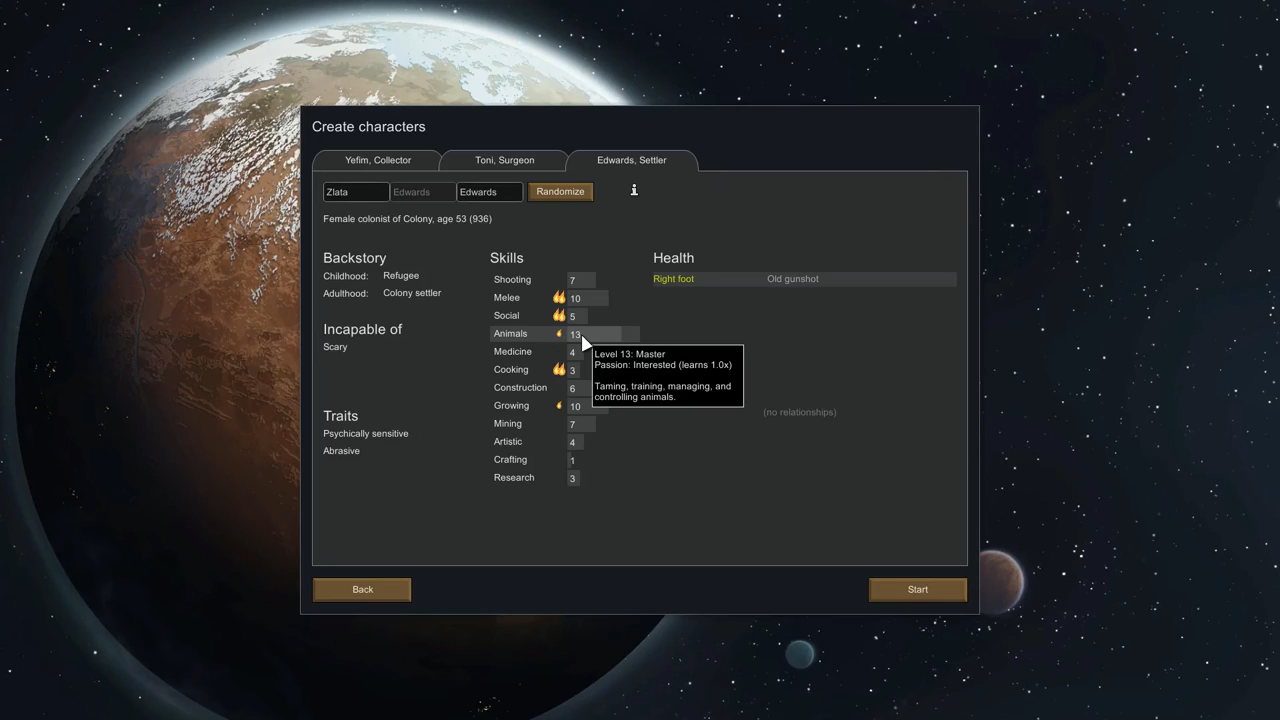 Create characters
Yefim, Collector
Toni, Surgeon
Edwards, Settler
Zlata
Edwards
Edwards
Randomize
Female colonist of Colony, age 53 (936)
Backstory
Childhood: Refugee
Adulthood: Colony settler
Incapable of
Scary
Traits
Psychically sensitive
Abrasive
Skills
Shooting 7
Melee 10
Social 5
Animals 13
Medicine 4
Cooking 3
Construction 6
Growing 10
Mining 7
Artistic 4
Crafting 1
Research 3
Level 13: Master
Passion: Interested (learns 1.0x)
Taming, training, managing, and
controlling animals.
Health
Right foot Old gunshot
(no relationships)
Back
Start